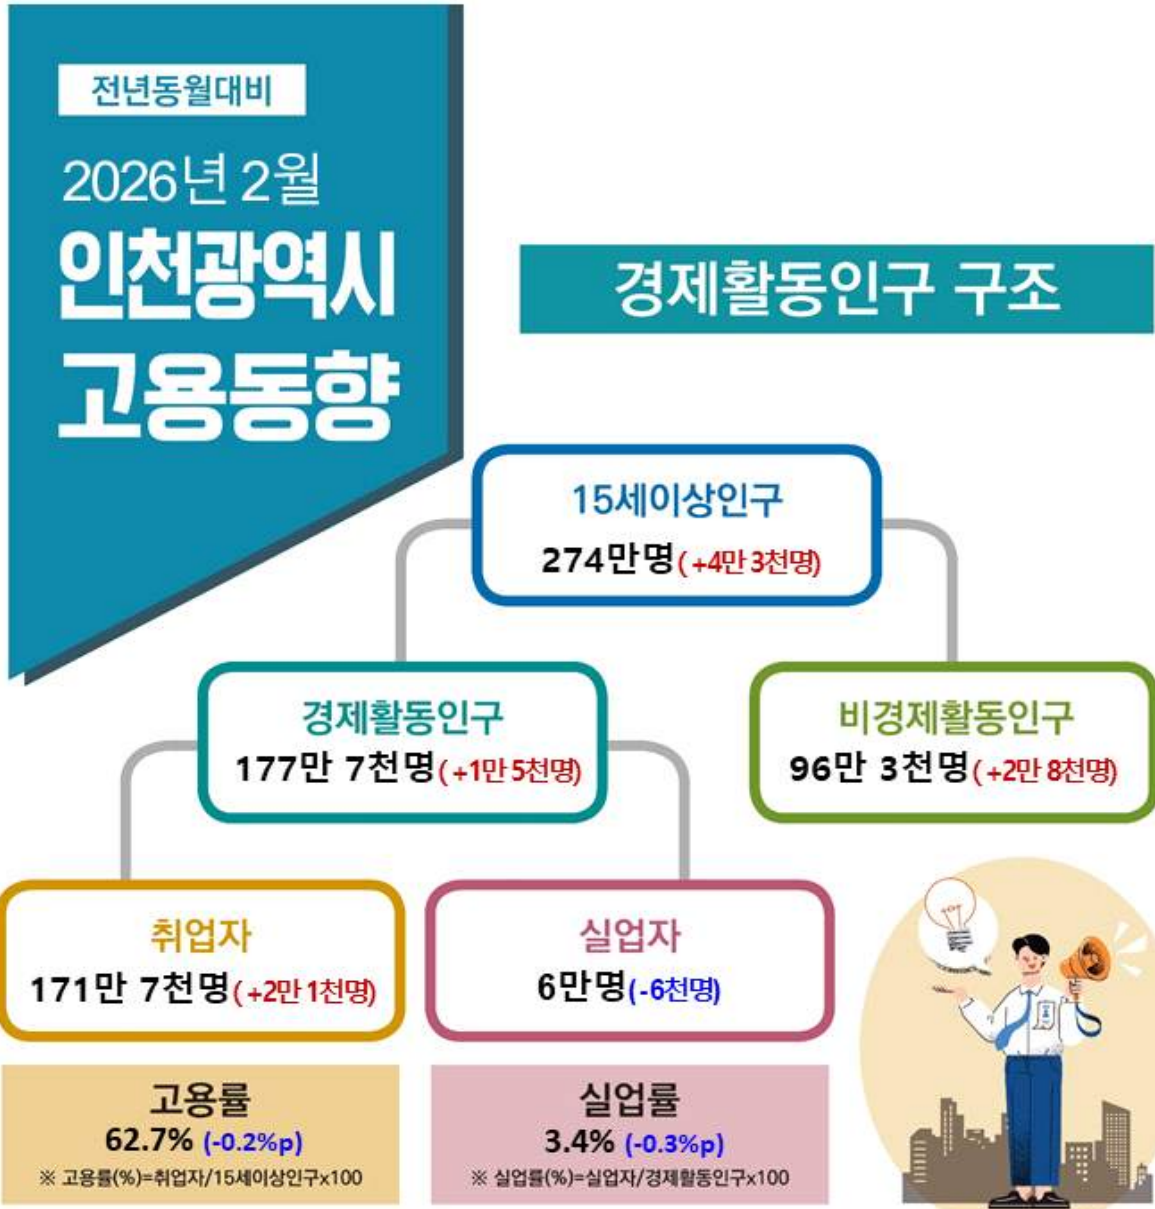 전년동월대비
2026년 2월
인천광역시
고용동향
경제활동인구 구조
15세이상인구
274만명(+4만 3천명)
경제활동인구
177만 7천명(+1만 5천명)
비경제활동인구
96만 3천명(+2만 8천명)
취업자
171만 7천명(+2만 1천명)
실업자
6만명(-6천명)
고용률
62.7% (-0.2%p)
※ 고용률(%)=취업자/15세이상인구x100
실업률
3.4% (-0.3%p)
※ 실업률(%)=실업자/경제활동인구x100